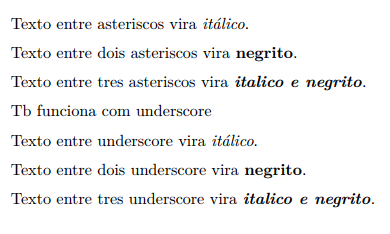 Texto entre asteriscos vira itálico.
Texto entre dois asteriscos vira negrito.
Texto entre tres asteriscos vira italico e negrito.
Tb funciona com underscore
Texto entre underscore vira itálico.
Texto entre dois underscore vira negrito.
Texto entre tres underscore vira italico e negrito.